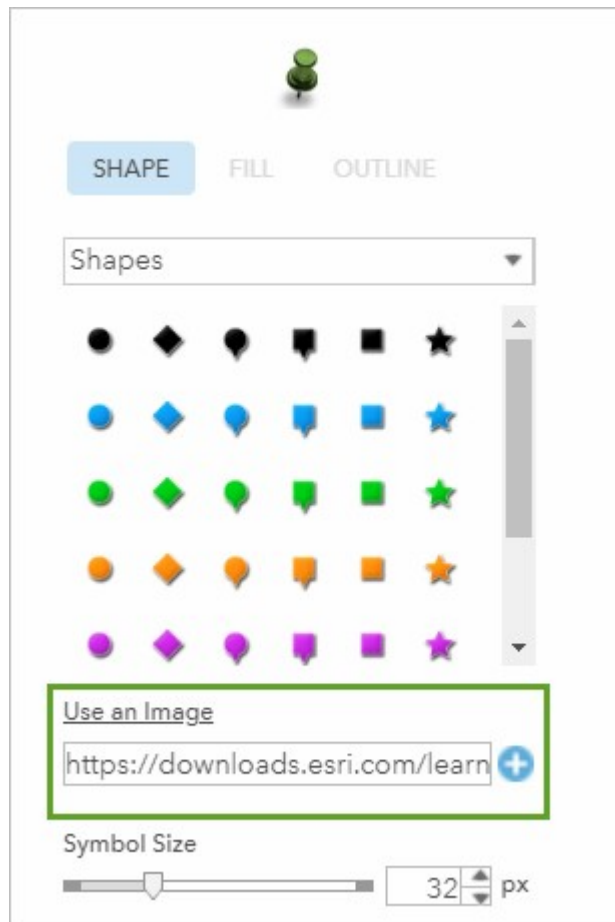 SHAPE FILL OUTLINE
Shapes
Use an Image
https://downloads.esri.com/learn
Symbol Size
32 px